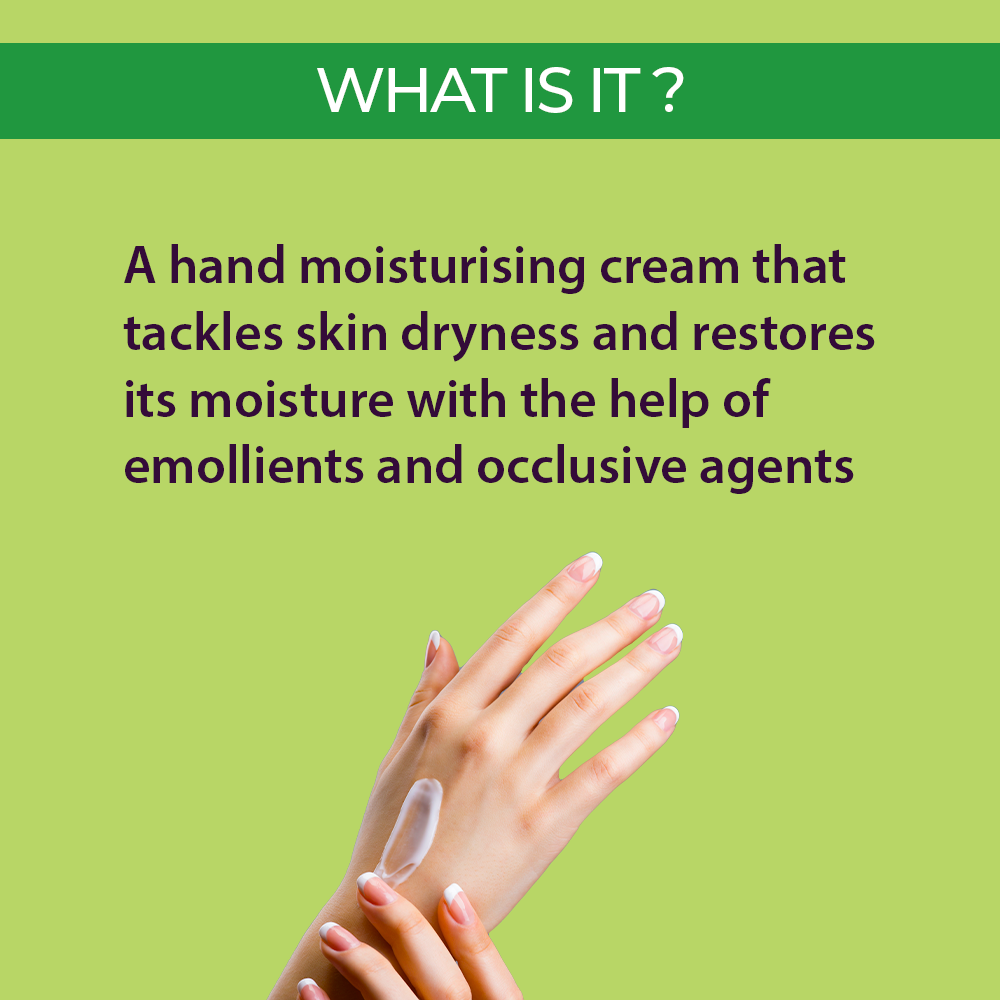 WHAT IS IT ?
A hand moisturising cream that
tackles skin dryness and restores
its moisture with the help of
emollients and occlusive agents